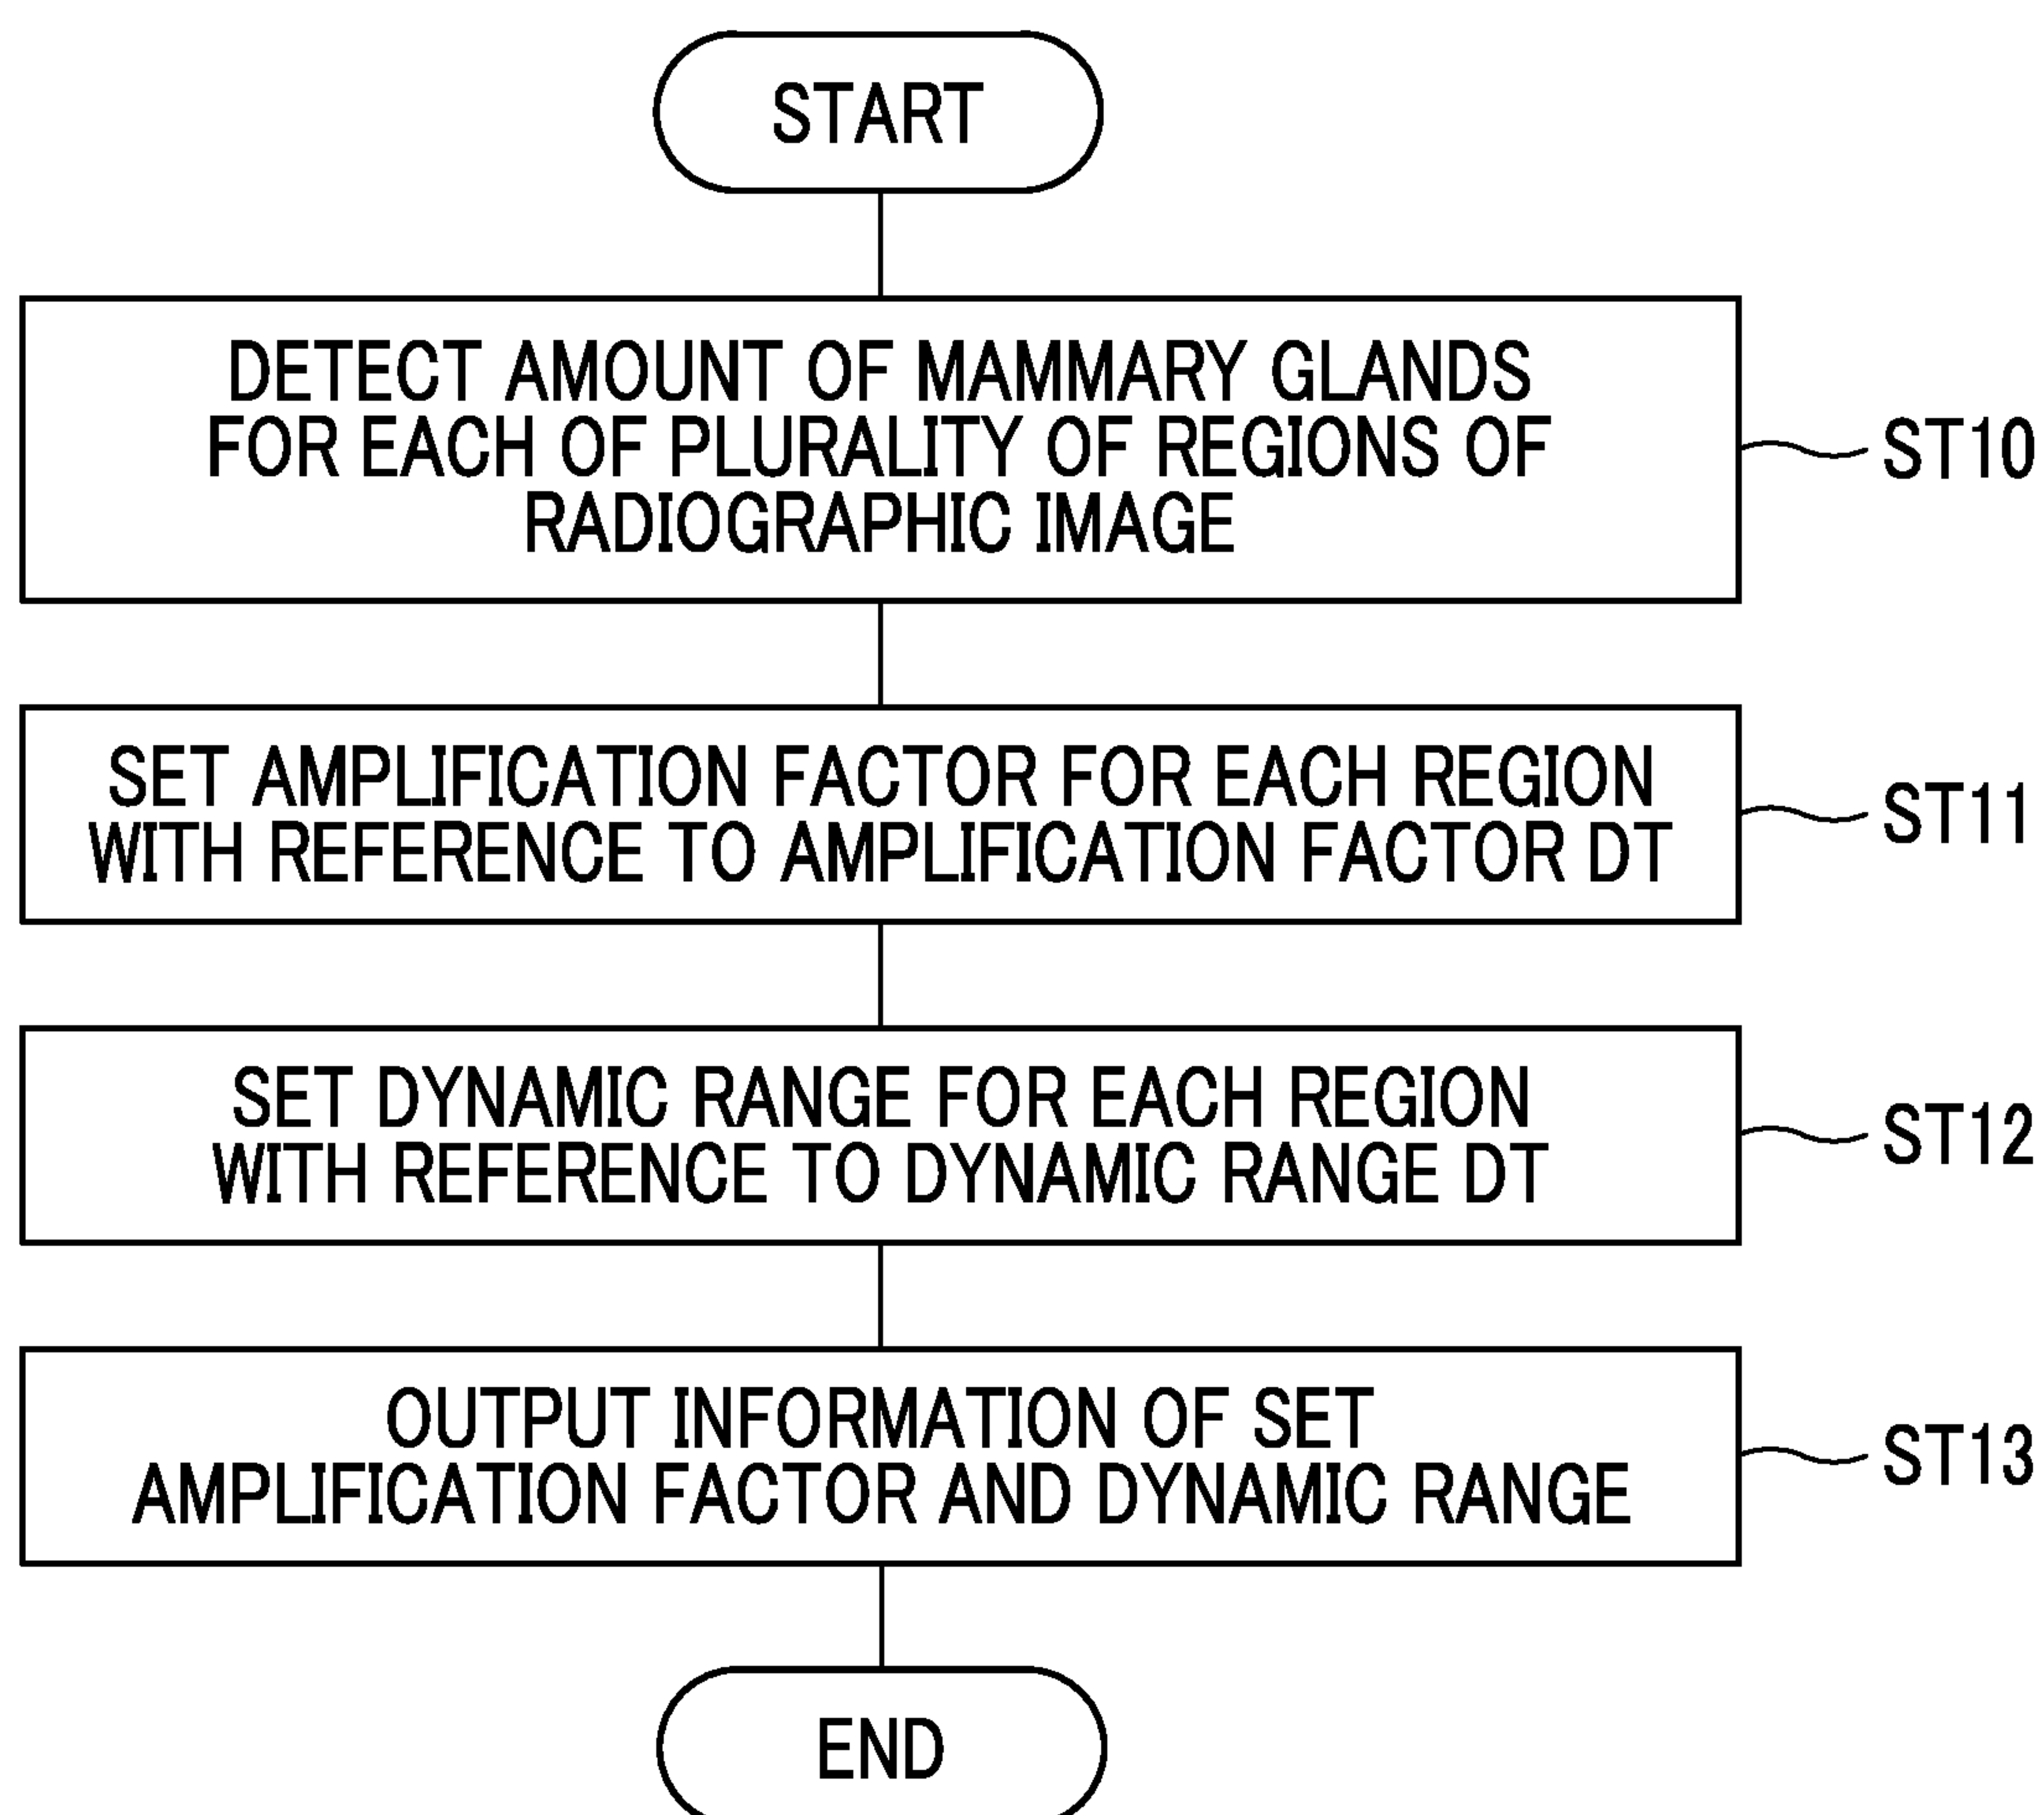 START
DETECT AMOUNT OF MAMMARY GLANDS
FOR EACH OF PLURALITY OF REGIONS OF
RADIOGRAPHIC IMAGE
ST10
SET AMPLIFICATION FACTOR FOR EACH REGION
WITH REFERENCE TO AMPLIFICATION FACTOR DT
ST11
SET DYNAMIC RANGE FOR EACH REGION
WITH REFERENCE TO DYNAMIC RANGE DT
ST12
OUTPUT INFORMATION OF SET
AMPLIFICATION FACTOR AND DYNAMIC RANGE
ST13
END